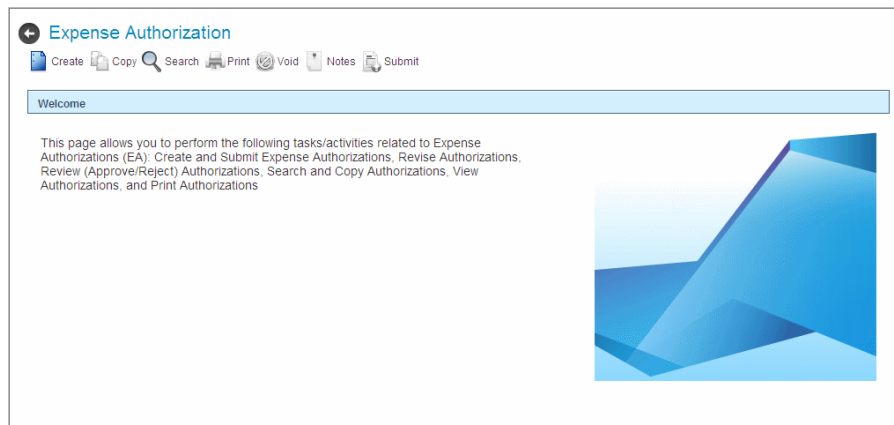 Expense Authorization
Create Copy Search Print Void Notes Submit
Welcome
This page allows you to perform the following tasks/activities related to Expense
Authorizations (EA): Create and Submit Expense Authorizations, Revise Authorizations,
Review (Approve/Reject) Authorizations, Search and Copy Authorizations, View
Authorizations, and Print Authorizations